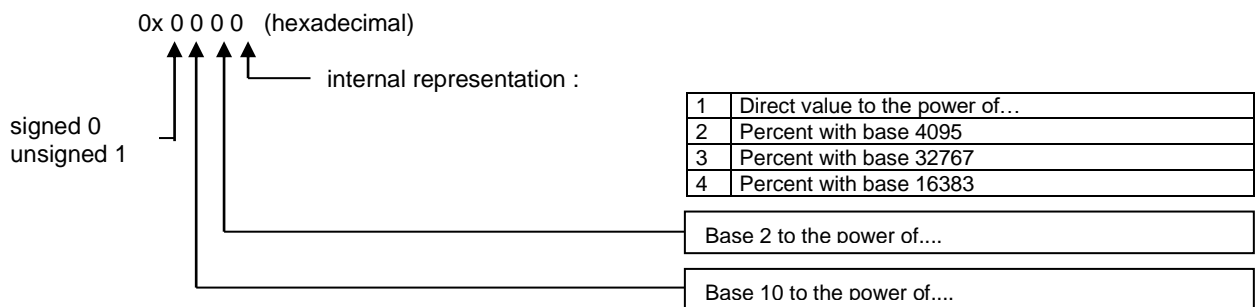 0x 0 0 0 0 (hexadecimal)
internal representation :
signed 0
unsigned 1
1 Direct value to the power of…
2 Percent with base 4095
3 Percent with base 32767
4 Percent with base 16383
Base 2 to the power of....
Base 10 to the power of....